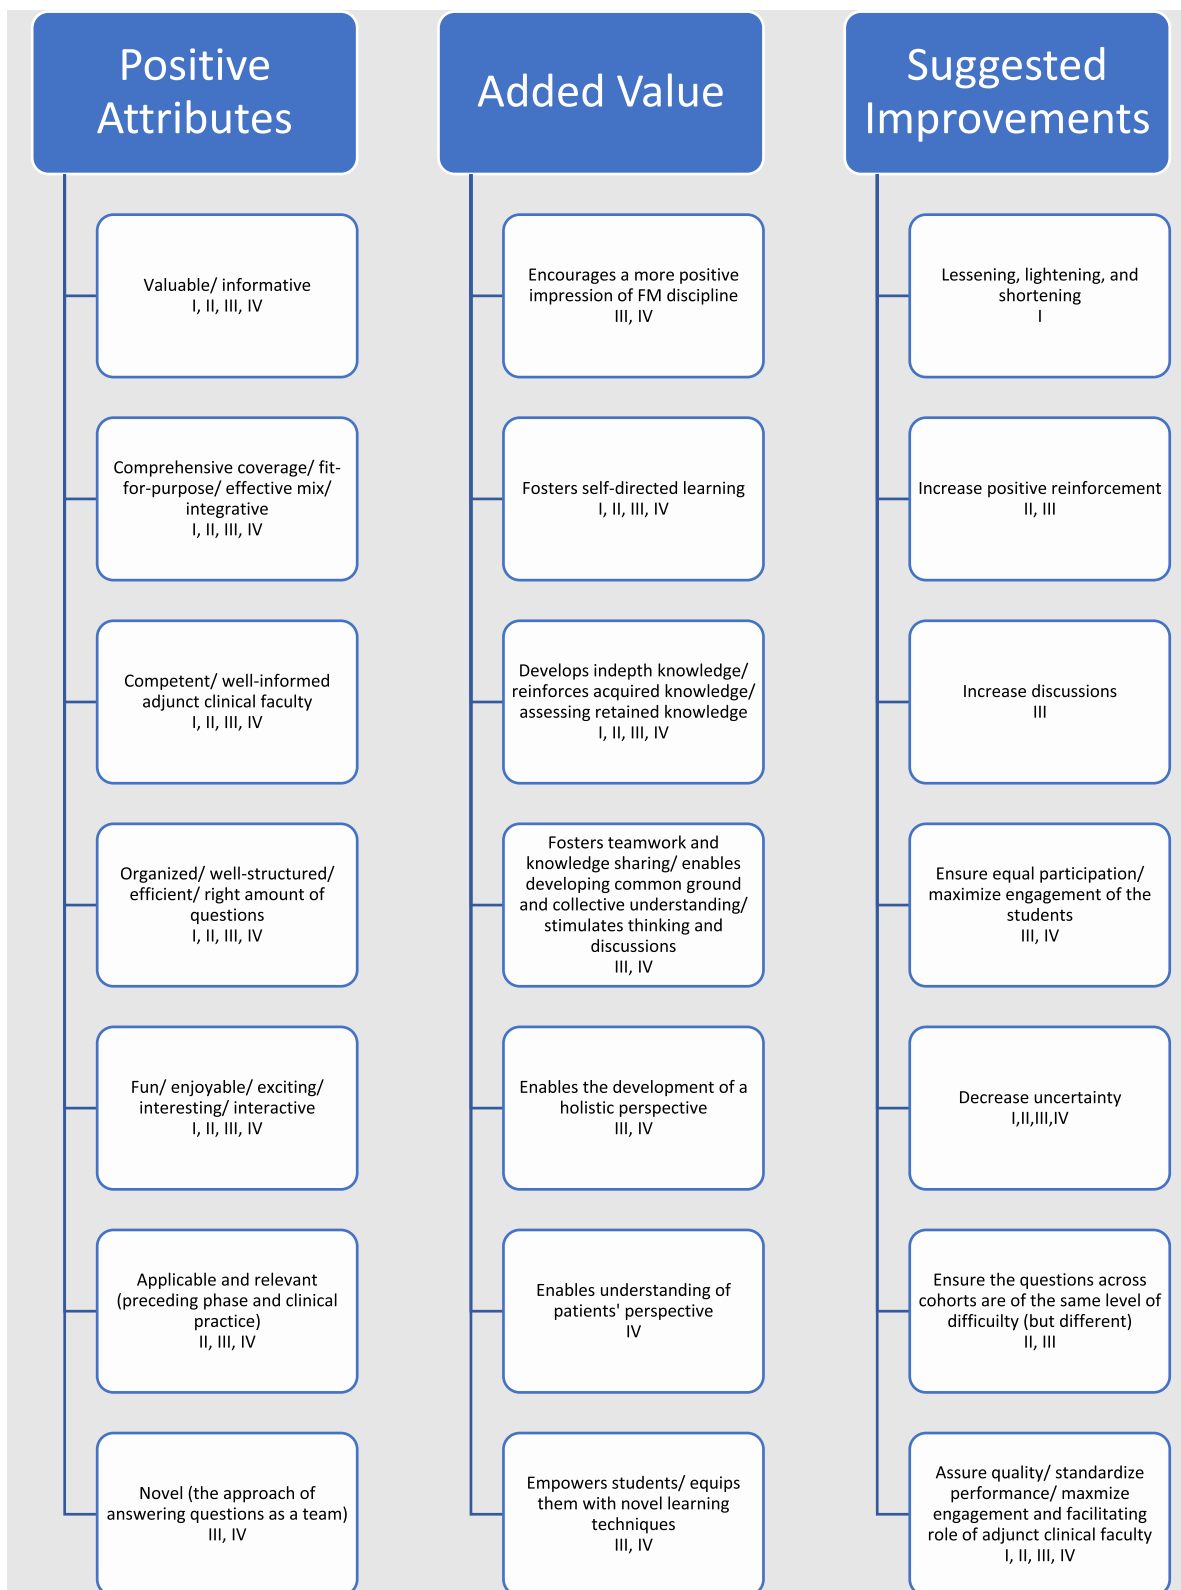 Positive
Attributes
Valuable/ informative
I, II, III, IV
Comprehensive coverage/ fit-
for-purpose/ effective mix/
integrative
I, II, III, IV
Competent/ well-informed
adjunct clinical faculty
I, II, III, IV
Organized/ well-structured/
efficient/ right amount of
questions
I, II, III, IV
Fun/ enjoyable/ exciting/
interesting/ interactive
I, II, III, IV
Applicable and relevant
(preceding phase and clinical
practice)
II, III, IV
Novel (the approach of
answering questions as a team)
III, IV
Added Value
Encourages a more positive
impression of FM discipline
III, IV
Fosters self-directed learning
I, II, III, IV
Develops indepth knowledge/
reinforces acquired knowledge/
assessing retained knowledge
I, II, III, IV
Fosters teamwork and
knowledge sharing/ enables
developing common ground
and collective understanding/
stimulates thinking and
discussions
III, IV
Enables the development of a
holistic perspective
III, IV
Enables understanding of
patients' perspective
IV
Empowers students/ equips
them with novel learning
techniques
III, IV
Suggested
Improvements
Lessening, lightening, and
shortening
I
Increase positive reinforcement
II, III
Increase discussions
III
Ensure equal participation/
maximize engagement of the
students
III, IV
Decrease uncertainty
I,II,III,IV
Ensure the questions across
cohorts are of the same level of
difficuilty (but different)
II, III
Assure quality/ standardize
performance/ maxmize
engagement and facilitating
role of adjunct clinical faculty
I, II, III, IV